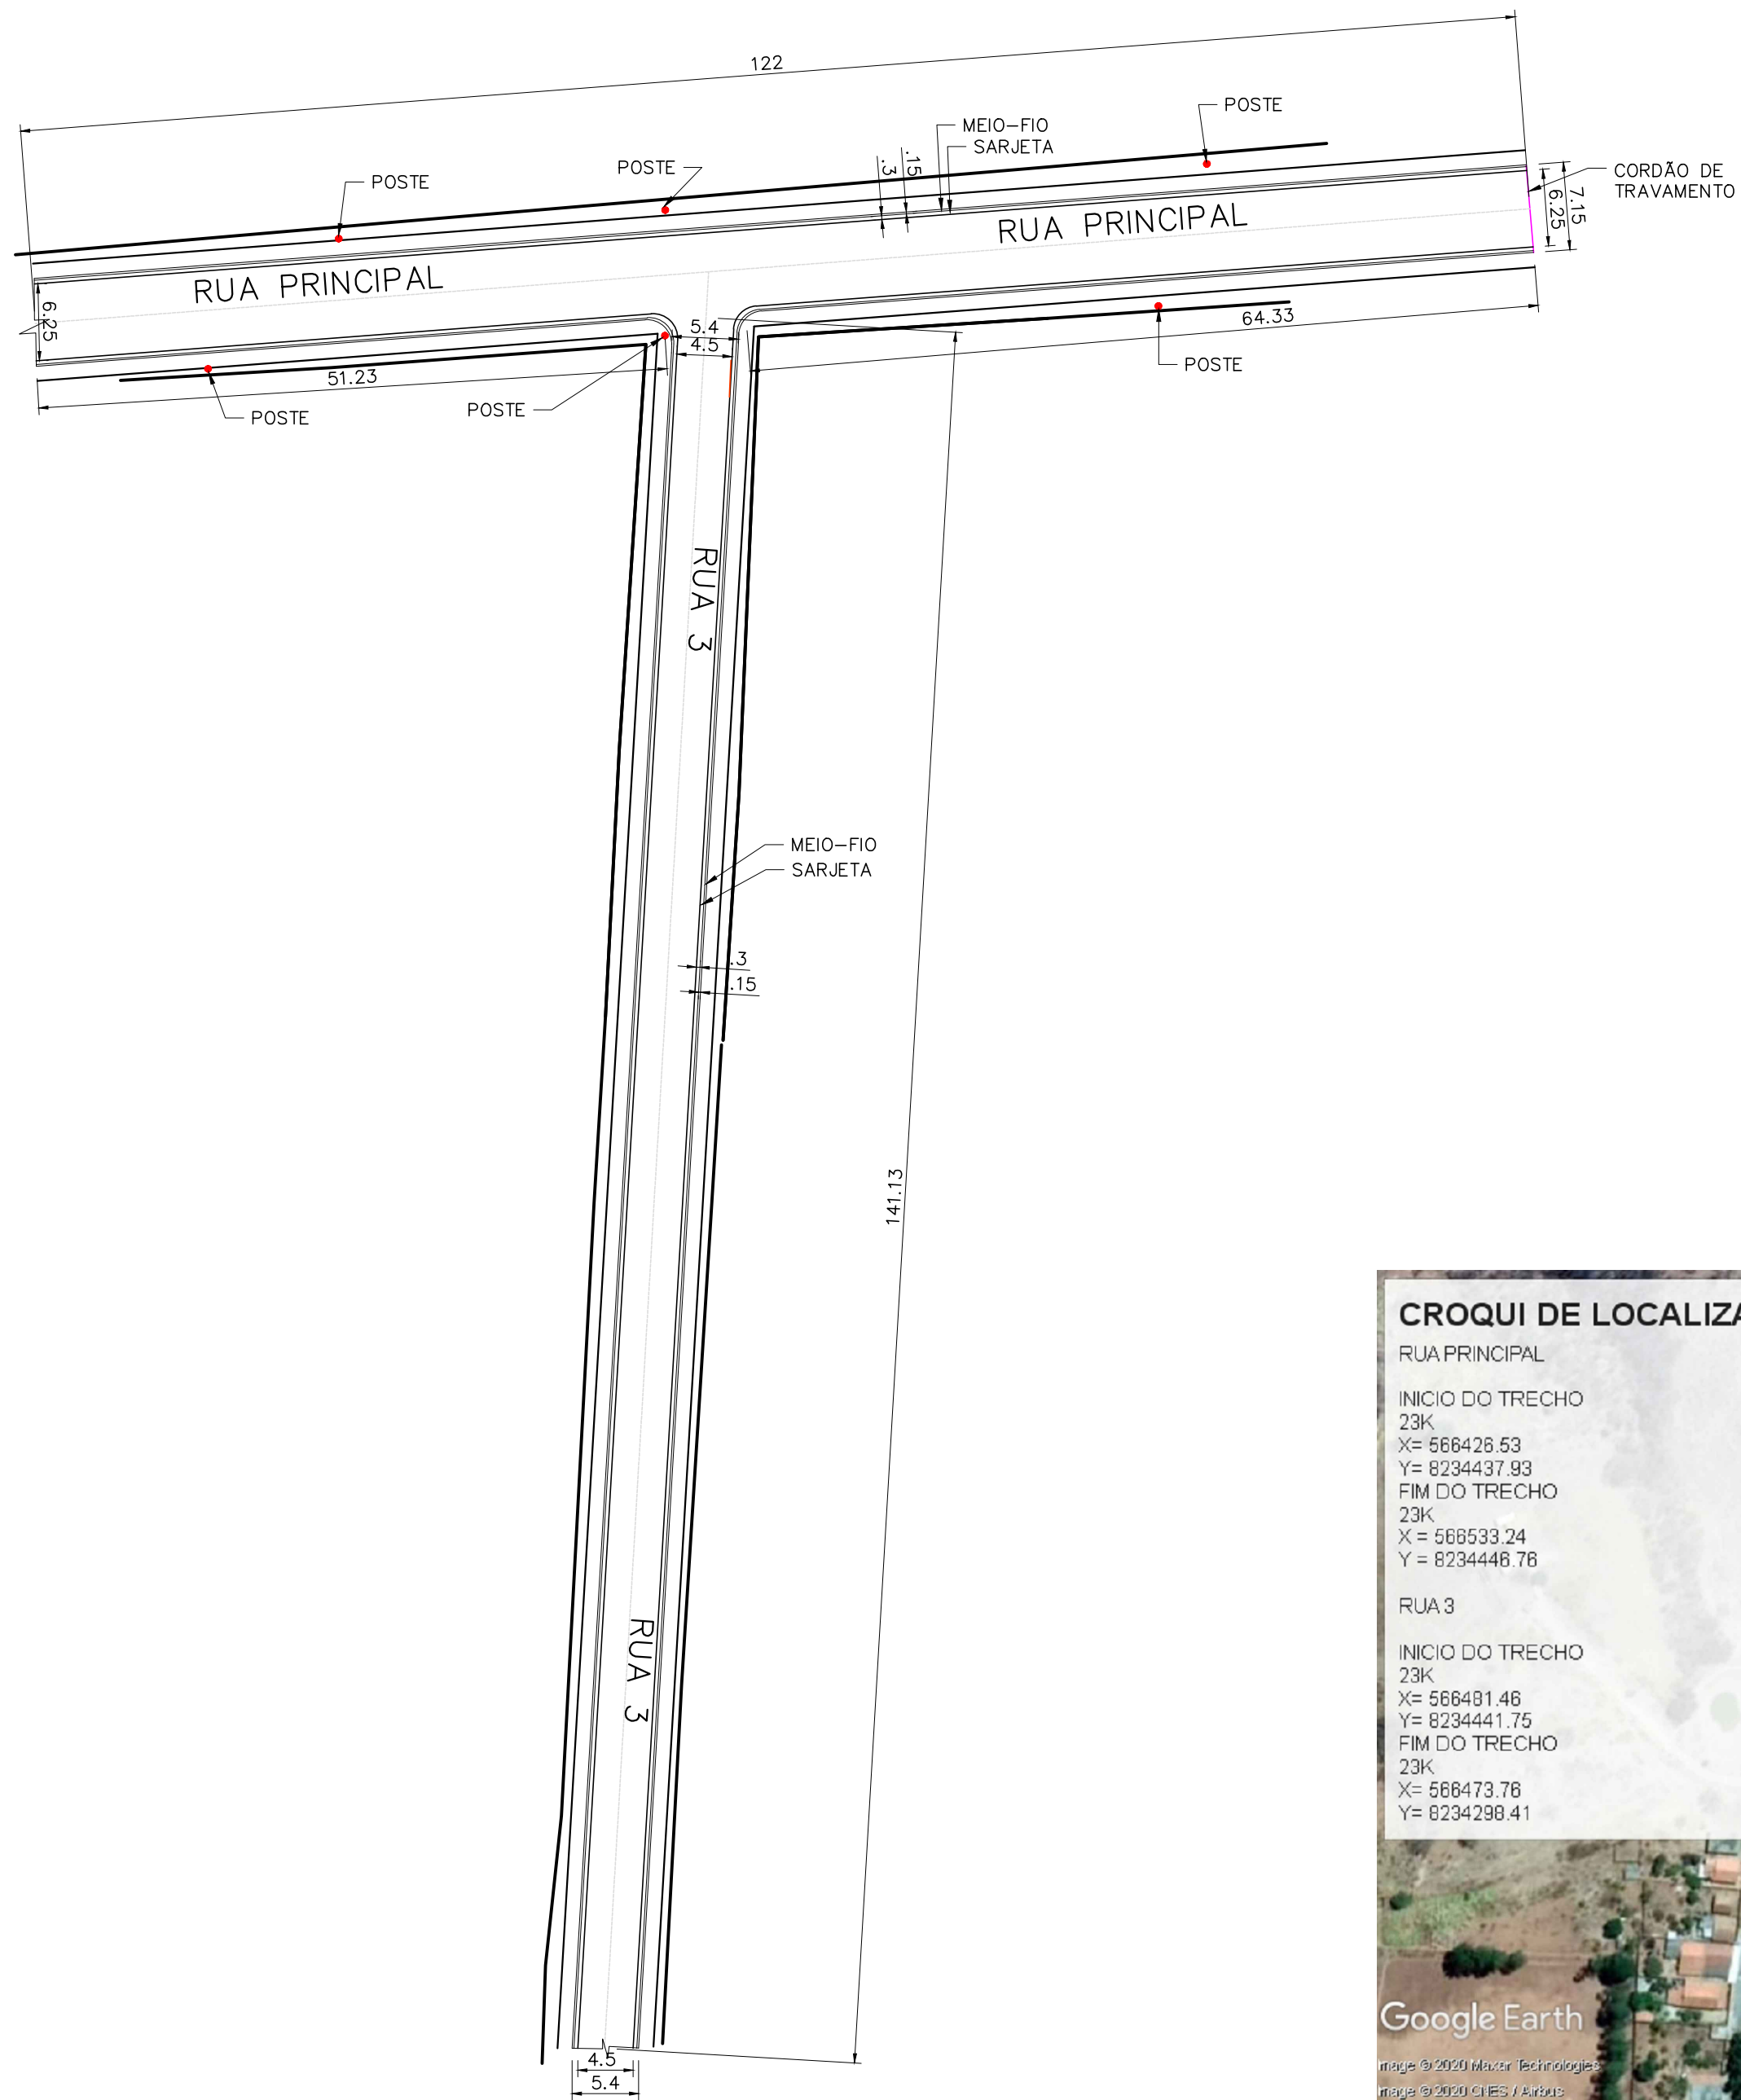 122
POSTE
MEIO-FIO
SARJETA
POSTE
POSTE
.15
.3
CORDÃO DE
TRAVAMENTO
7.15
6.25
RUA PRINCIPAL
RUA PRINCIPAL
6.25
5.4
4.5
64.33
51.23
POSTE
POSTE
POSTE
RUA 3
MEIO-FIO
SARJETA
.3
.15
141.13
RUA 3
4.5
5.4
CROQUI DE LOCALIZA
RUA PRINCIPAL
INICIO DO TRECHO
23K
X= 566426.53
Y= 8234437.93
FIM DO TRECHO
23K
X = 566533.24
Y = 8234446.76
RUA 3
INICIO DO TRECHO
23K
X= 566481.46
Y= 8234441.75
FIM DO TRECHO
23K
X= 566473.76
Y= 8234298.41
Google Earth
Image © 2020 Maxar Technologies
Image © 2020 CNES / Airbus